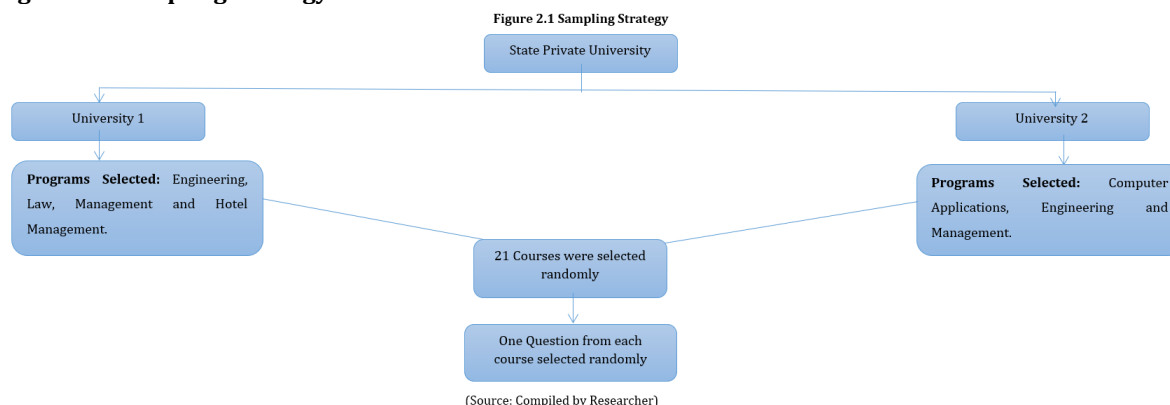 Figure 2.1 Sampling Strategy
State Private University
University 1
University 2
Programs Selected: Engineering,
Law, Management and Hotel
Management.
Programs Selected: Computer
Applications, Engineering and
Management.
21 Courses were selected
randomly
One Question from each
course selected randomly
(Source: Compiled by Researcher)